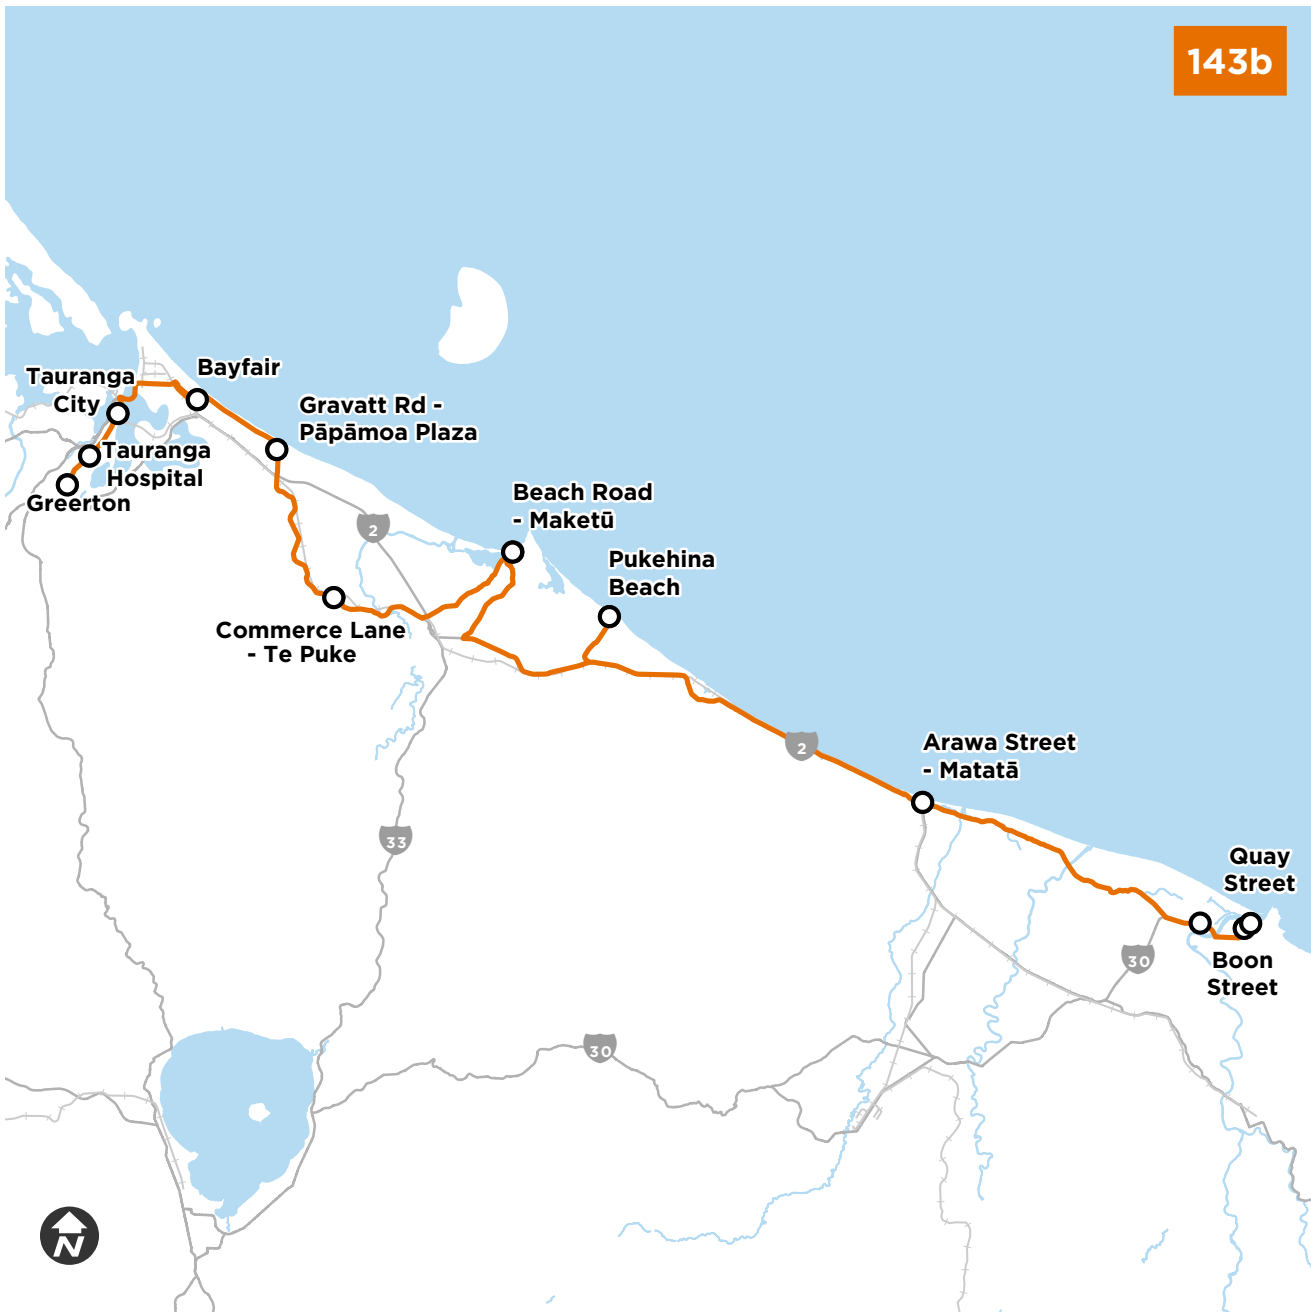 143b
Bayfair
Tauranga
City
Gravatt Rd -
Pāpāmoa Plaza
Tauranga
Hospital
Greerton
Beach Road
- Maketū
2
Pukehina
Beach
Commerce Lane
- Te Puke
2
Arawa Street
- Matatā
33
Quay
Street
30
Boon
Street
30
N